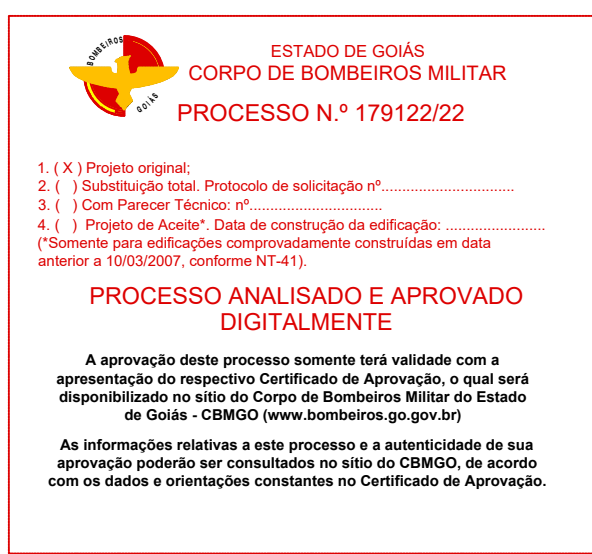 BOMBEIROS
GOIÁS
ESTADO DE GOIÁS
CORPO DE BOMBEIROS MILITAR
PROCESSO N.º 179122/22
1. ( X ) Projeto original;
2. (   ) Substituição total. Protocolo de solicitação nº................................
3. (   ) Com Parecer Técnico: nº................................
4. (   )  Projeto de Aceite*. Data de construção da edificação: ........................
(*Somente para edificações comprovadamente construídas em data
anterior a 10/03/2007, conforme NT-41).
PROCESSO ANALISADO E APROVADO
DIGITALMENTE
A aprovação deste processo somente terá validade com a
apresentação do respectivo Certificado de Aprovação, o qual será
disponibilizado no sítio do Corpo de Bombeiros Militar do Estado
de Goiás - CBMGO (www.bombeiros.go.gov.br)
As informações relativas a este processo e a autenticidade de sua
aprovação poderão ser consultados no sítio do CBMGO, de acordo
com os dados e orientações constantes no Certificado de Aprovação.